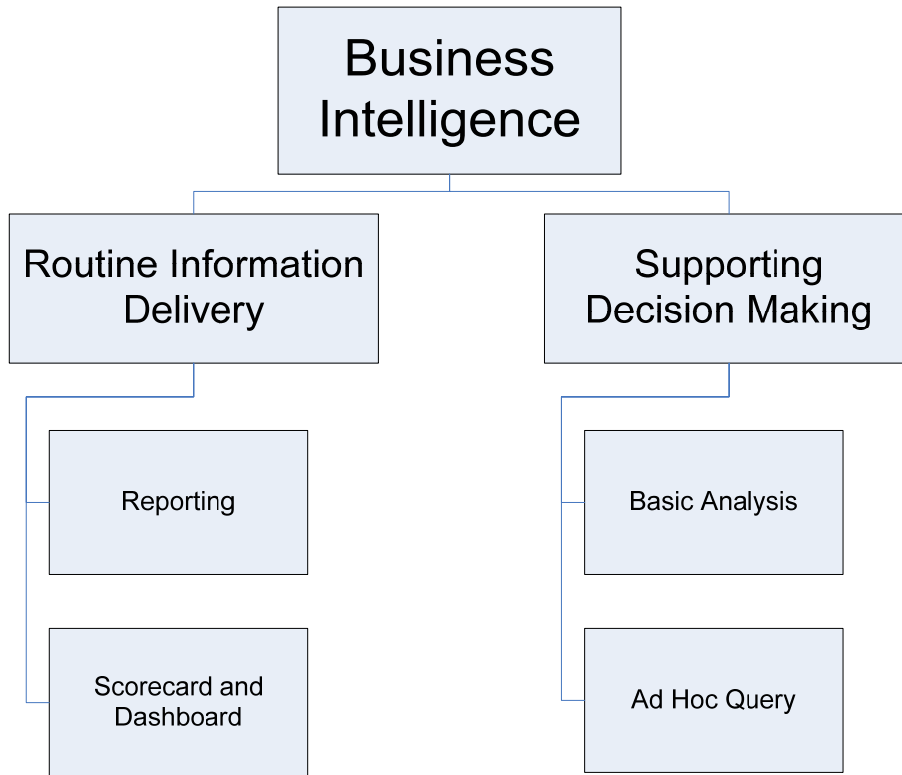 Business
Intelligence
Routine Information
Delivery
Supporting
Decision Making
Reporting
Basic Analysis
Scorecard and
Dashboard
Ad Hoc Query